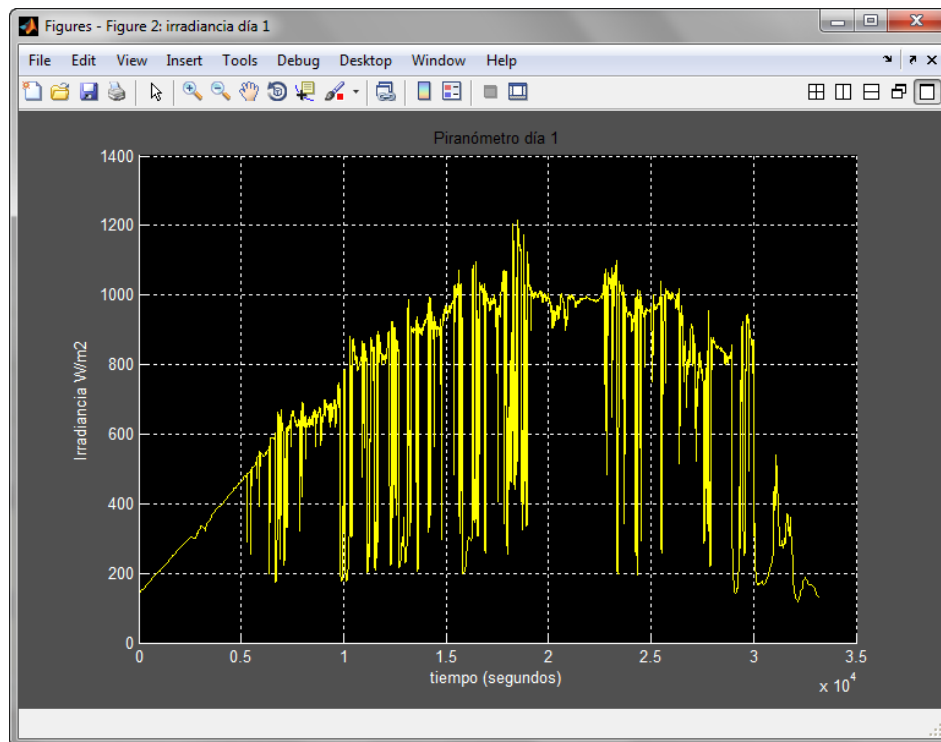 Figures - Figure 2: irradiancia día 1
File Edit View Insert Tools Debug Desktop Window Help
Piranómetro día 1
1400
1200
1000
800
600
400
200
0
Irradiancia W/m2
0 0.5 1 1.5 2 2.5 3 3.5
tiempo (segundos)
x 10^4